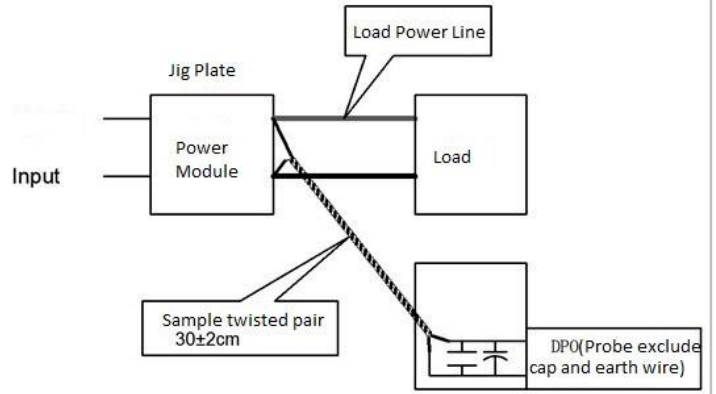 Load Power Line
Jig Plate
Power
Module
Load
Input
Sample twisted pair
30±2cm
DPO(Probe exclude
cap and earth wire)